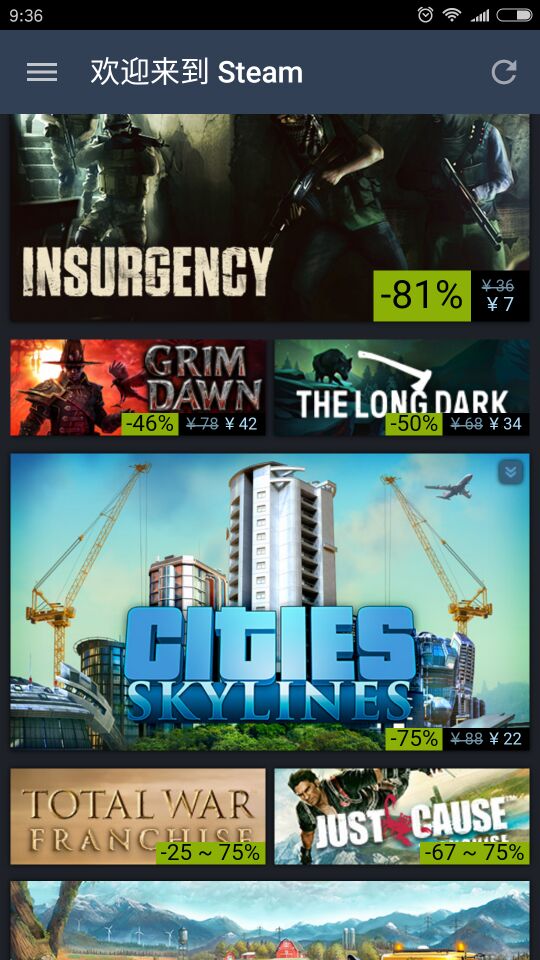 9:36
欢迎来到 Steam
INSURGENCY
-81%
¥ 36
¥ 7
GRIM
DAWN
-46% ¥ 78 ¥ 42
THE LONG DARK
-50% ¥ 68 ¥ 34
CITIES
SKYLINES
-75% ¥ 88 ¥ 22
TOTAL WAR
FRANCHISE
-25 ~ 75%
JUST CAUSE
-67 ~ 75%